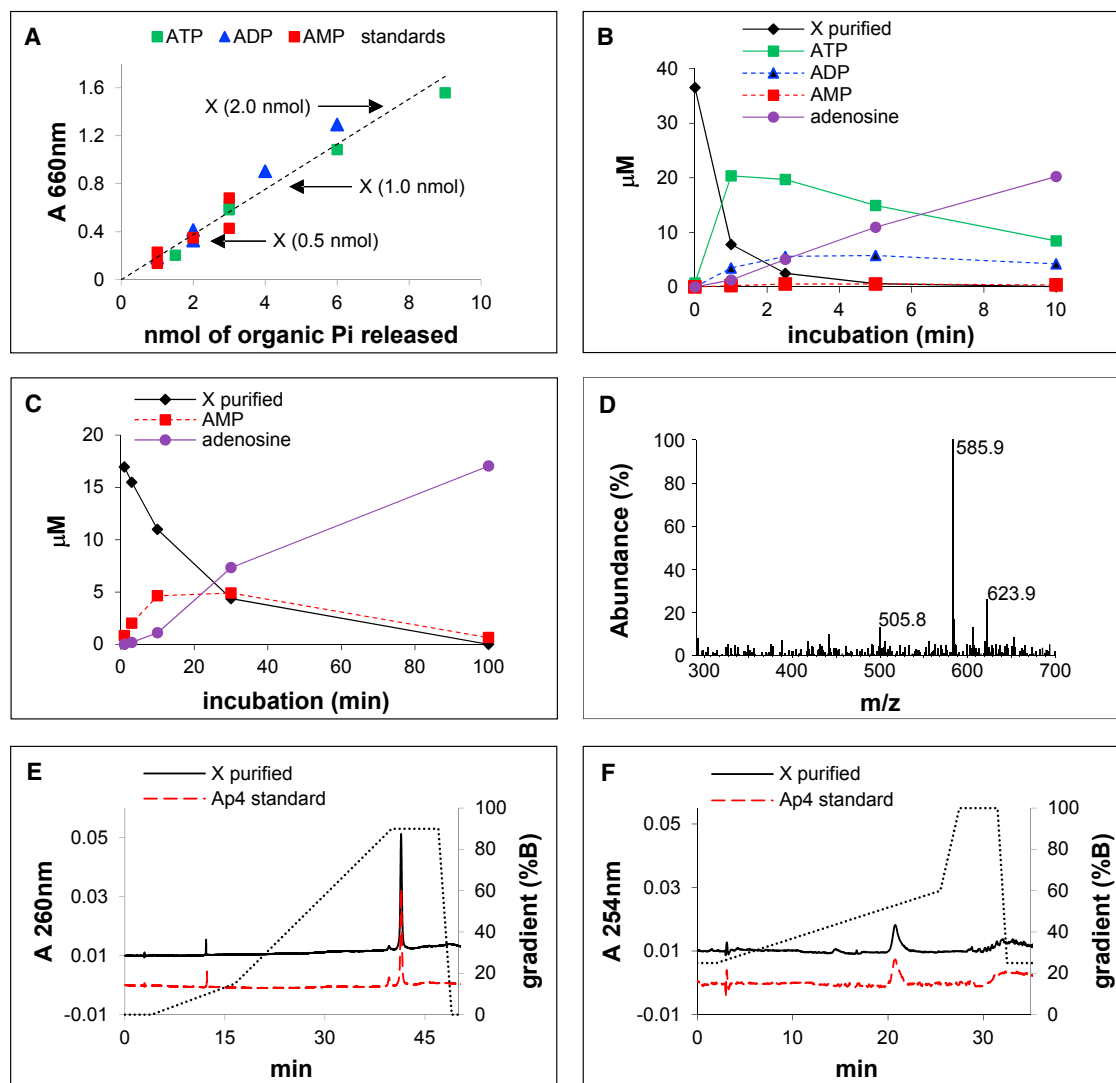 A
ATP ADP AMP standards
1.6
1.2
0.8
0.4
0
X (2.0 nmol)
X (1.0 nmol)
X (0.5 nmol)
0 2 4 6 8 10
A 660nm
nmol of organic Pi released
B
X purified
ATP
ADP
AMP
adenosine
40
30
20
10
0
0 2 4 6 8 10
μM
incubation (min)
C
X purified
AMP
adenosine
20
15
10
5
0
0 20 40 60 80 100
μM
incubation (min)
D
100
80
60
40
20
0
585.9
623.9
505.8
300 400 500 600 700
Abundance (%)
m/z
E
X purified
Ap4 standard
0.05
0.03
0.01
-0.01
100
80
60
40
20
0
0 15 30 45
A 260nm
gradient (%B)
min
F
X purified
Ap4 standard
0.05
0.03
0.01
-0.01
100
80
60
40
20
0
0 10 20 30
A 254nm
gradient (%B)
min